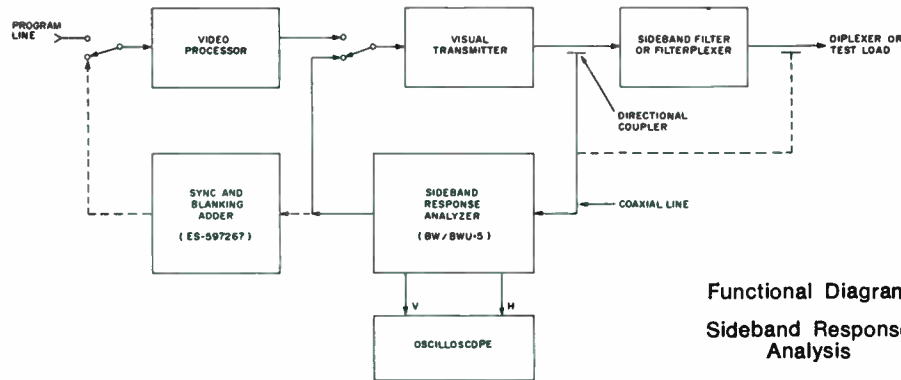 PROGRAM
LINE
VIDEO
PROCESSOR
VISUAL
TRANSMITTER
SIDEBAND FILTER
OR FILTERPLEXER
DIPLEXER OR
TEST LOAD
DIRECTIONAL
COUPLER
SYNC AND
BLANKING
ADDER
(ES-597267)
SIDEBAND
RESPONSE
ANALYZER
(BW/BWU-5)
COAXIAL LINE
V
H
OSCILLOSCOPE
Functional Diagram
Sideband Response
Analysis